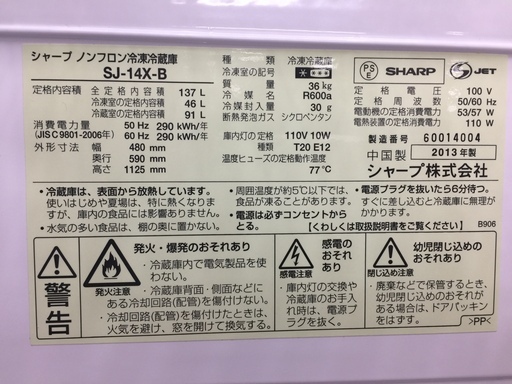 シャープ ノンフロン冷凍冷蔵庫
SJ-14X-B
定格内容積 137 L
冷凍室の定格内容積 46 L
冷蔵室の定格内容積 91 L
消費電力量 50 Hz 290 kWh/年
(JIS C 9801-2006年) 60 Hz 290 kWh/年
外形寸法 幅 480 mm
奥行 590 mm
高さ 1125 mm
種類 冷凍冷蔵庫
冷凍室の記号
質量 36 kg
冷媒 R600a
冷媒封入量 30 g
断熱発泡ガス シクロペンタン
庫内灯の定格 110V 10W
T20 E12
温度ヒューズの定格動作温度
77℃
PS
E
SHARP
JET
定格電圧 100 V
定格周波数 50/60 Hz
電動機の定格消費電力 53/57 W
電熱装置の定格消費電力 110 W
製造番号 60014004
中国製 2013年製
シャープ株式会社
・冷蔵庫は、表面から放熱しています。
使いはじめや夏場は、特に熱くなりま
すが、異常ではありません。
・水気の多い食品は、棚の奥に置かない。
・周囲温度が約5℃以下では、
食品が凍ることがあります。
・電源は必ずコンセントか
らとる。
・電源プラグを抜いたら6分待つ。
すぐに差し込むと冷蔵庫に無理が
かかります。
【くわしくは取扱説明書をご覧ください】 B906
警告
発火・爆発のおそれあり
発火注意
・冷蔵庫内で電気製品を使
わない。
・冷蔵庫背面・側面などに
ある冷却回路(配管)を傷付けない。
・冷却回路(配管)を傷付けたときは、
火気を避け、窓を開けて換気する。
感電の
おそれあり
感電注意
・庫内灯の交換や
冷蔵庫のお手入
れ時は、電源プ
ラグを抜く。
幼児閉じ込めの
おそれあり
閉じ込め注意
・廃棄などで保管するとき、
幼児閉じ込めのおそれが
ある場合は、ドアパッキン
をはずす。
>PP<